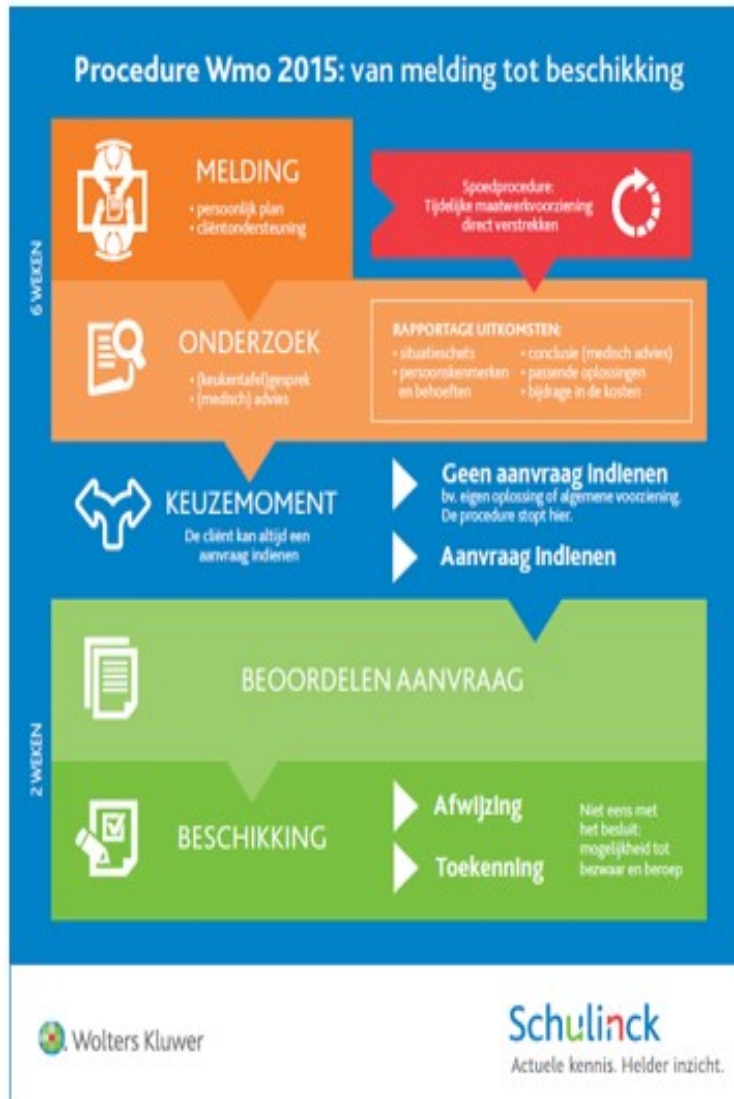 Procedure Wmo 2015: van melding tot beschikking
6 WEKEN
MELDING
• persoonlijk plan
• cliëntondersteuning
Spoedprocedure:
Tijdelijke maatwerkvoorziening
direct verstrekken
ONDERZOEK
• (keukentafel)gesprek
• (medisch) advies
RAPPORTAGE UITKOMSTEN:
• situatieschets
• persoonskenmerken
en behoeften
• conclusie (medisch advies)
• passende oplossingen
• bijdrage in de kosten
KEUZEMOMENT
De cliënt kan altijd een
aanvraag indienen
Geen aanvraag indienen
bv. eigen oplossing of algemene voorziening.
De procedure stopt hier.
Aanvraag indienen
2 WEKEN
BEOORDELEN AANVRAAG
BESCHIKKING
Afwijzing
Toekenning
Niet eens met
het besluit:
mogelijkheid tot
bezwaar en beroep
Wolters Kluwer
Schulinck
Actuele kennis. Helder inzicht.